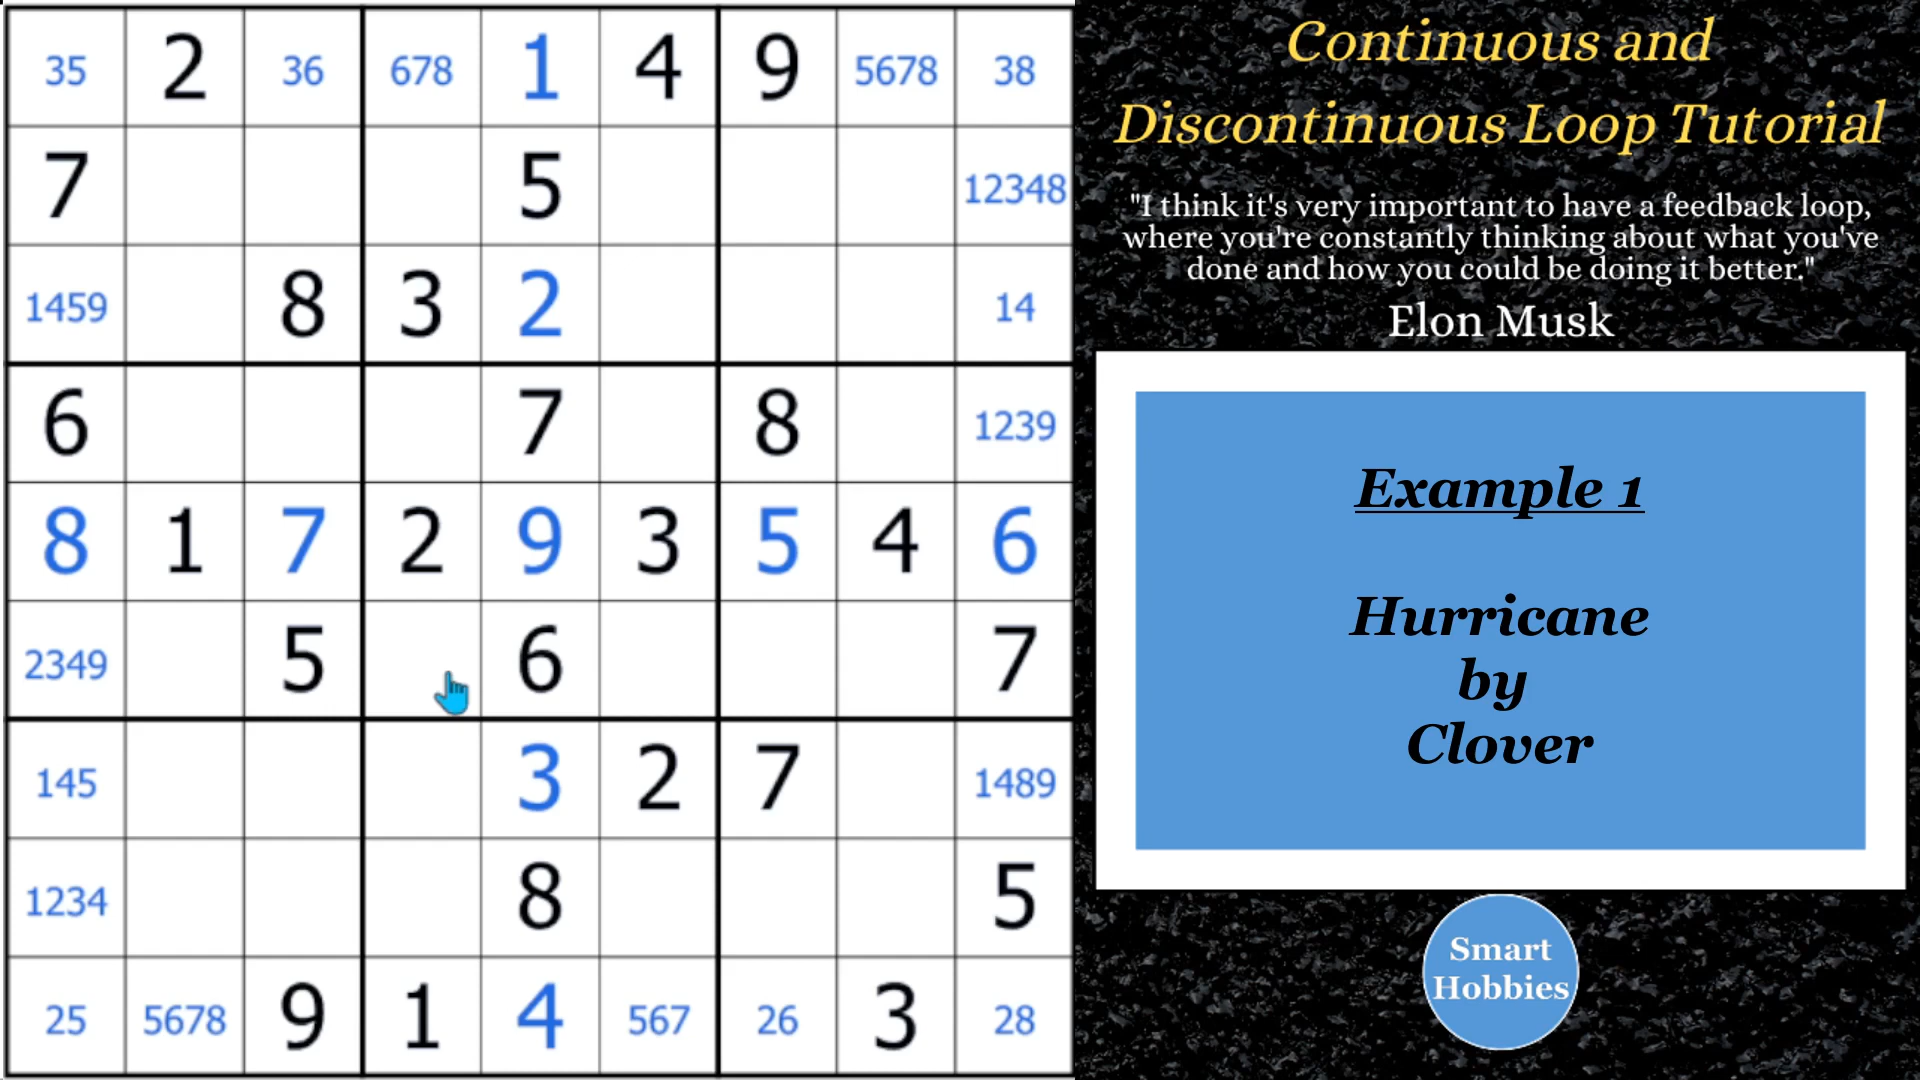 35 2 36 678 1 4 9 5678 38
7 5 12348
1459 8 3 2 14
6 7 8 1239
8 1 7 2 9 3 5 4 6
2349 5 6 7
145 3 2 7 1489
1234 8 5
25 5678 9 1 4 567 26 3 28
Continuous and
Discontinuous Loop Tutorial
"I think it's very important to have a feedback loop,
where you're constantly thinking about what you've
done and how you could be doing it better."
Elon Musk
Example 1
Hurricane
by
Clover
Smart
Hobbies